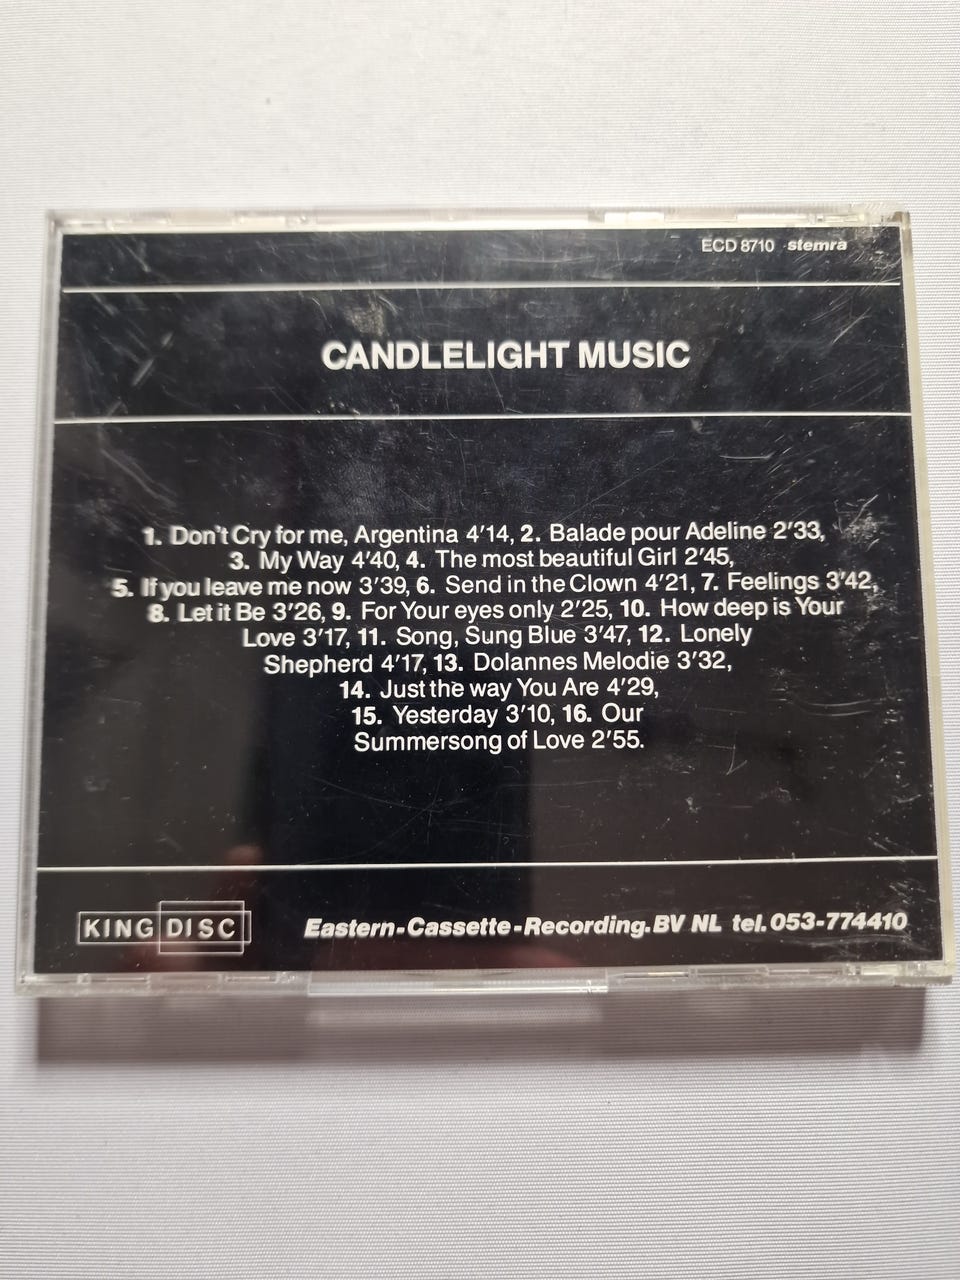 ECD 8710 stemra
CANDLELIGHT MUSIC
1. Don't Cry for me, Argentina 4'14, 2. Balade pour Adeline 2'33,
3. My Way 4'40, 4. The most beautiful Girl 2'45,
5. If you leave me now 3'39, 6. Send in the Clown 4'21, 7. Feelings 3'42,
8. Let it Be 3'26, 9. For Your eyes only 2'25, 10. How deep is Your
Love 3'17, 11. Song, Sung Blue 3'47, 12. Lonely
Shepherd 4'17, 13. Dolannes Melodie 3'32,
14. Just the way You Are 4'29,
15. Yesterday 3'10, 16. Our
Summersong of Love 2'55.
KING DISC
Eastern-Cassette-Recording.BV NL tel. 053-774410